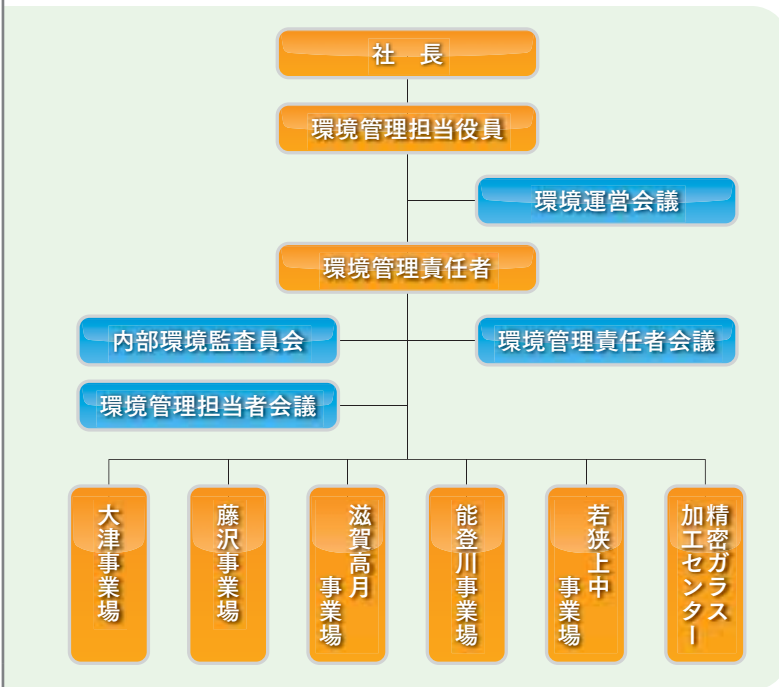 社　長
環境管理担当役員
環境運営会議
環境管理責任者
内部環境監査員会
環境管理責任者会議
環境管理担当者会議
大津事業場
藤沢事業場
滋賀高月
事業場
能登川事業場
若狭上中
事業場
精密ガラス
加工センター